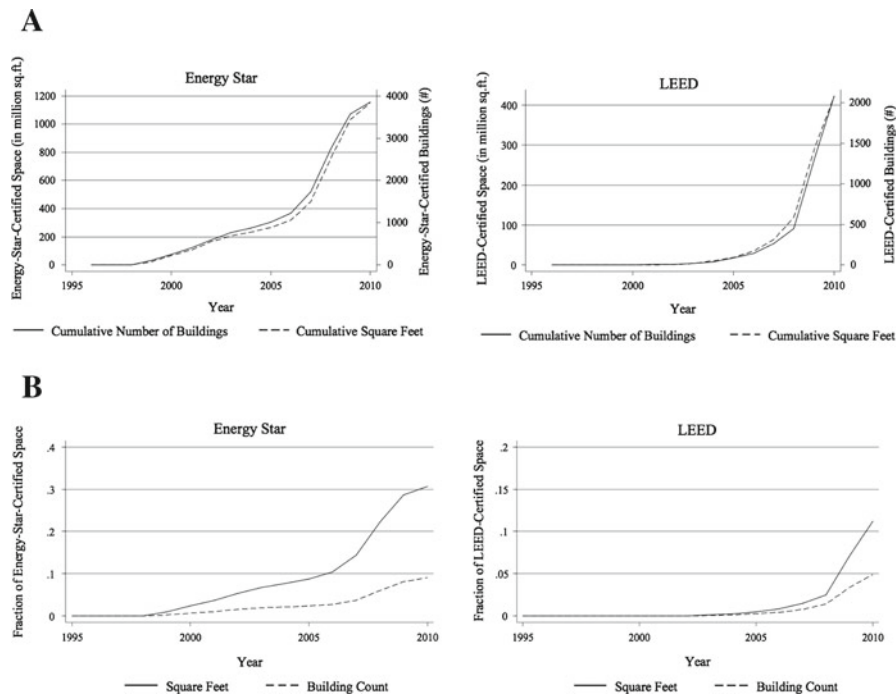 A
Energy Star
Energy-Star-Certified Space (in million sq.ft.)
1200
1000
800
600
400
200
0
4000
3000
2000
1000
0
Energy-Star-Certified Buildings (#)
1995 2000 2005 2010
Year
Cumulative Number of Buildings Cumulative Square Feet
LEED
LEED-Certified Space (in million sq.ft.)
400
300
200
100
0
2000
1500
1000
500
0
LEED-Certified Buildings (#)
1995 2000 2005 2010
Year
Cumulative Number of Buildings Cumulative Square Feet
B
Energy Star
Fraction of Energy-Star-Certified Space
.4
.3
.2
.1
0
1995 2000 2005 2010
Year
Square Feet Building Count
LEED
Fraction of LEED-Certified Space
.2
.15
.1
.05
0
1995 2000 2005 2010
Year
Square Feet Building Count